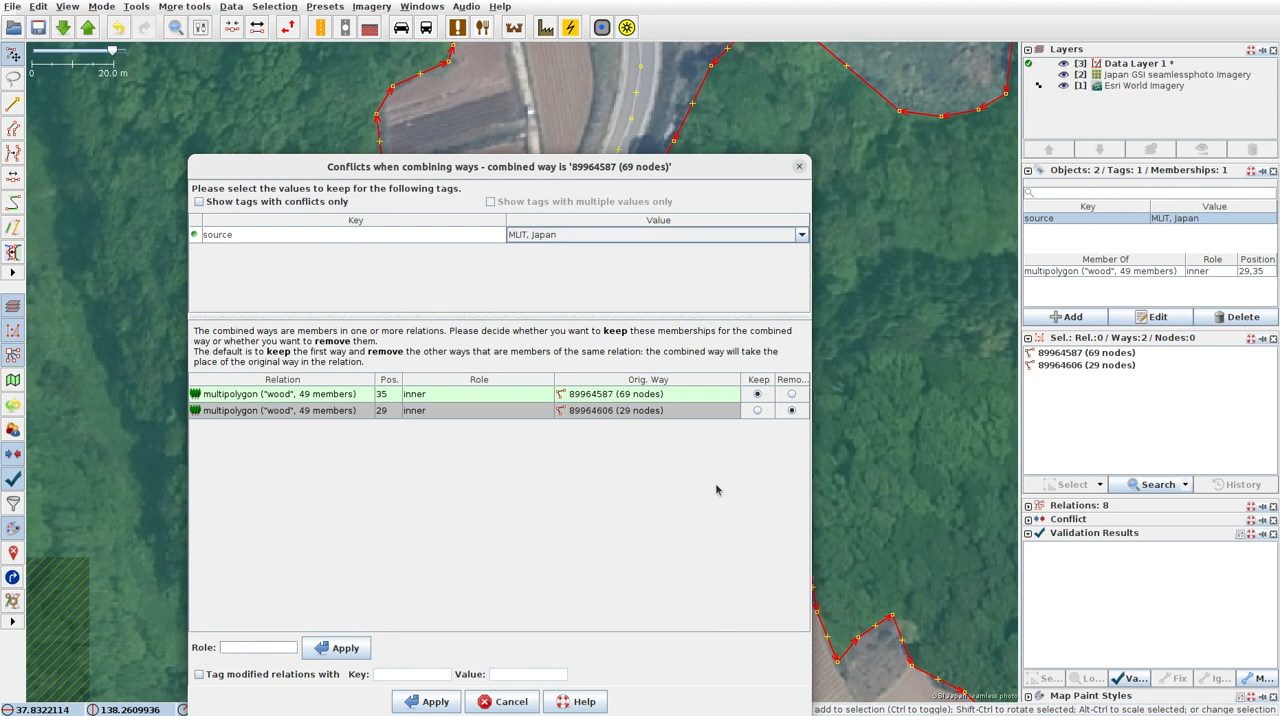 File Edit View Mode Tools More tools Data Selection Presets Imagery Windows Audio Help
0 20.0 m
Conflicts when combining ways - combined way is '89964587 (69 nodes)'
Please select the values to keep for the following tags.
Show tags with conflicts only Show tags with multiple values only
Key Value
source MLIT, Japan
The combined ways are members in one or more relations. Please decide whether you want to keep these memberships for the combined
way or whether you want to remove them.
The default is to keep the first way and remove the other ways that are members of the same relation: the combined way will take the
place of the original way in the relation.
Relation Pos. Role Orig. Way Keep Remo...
multipolygon ("wood", 49 members) 35 inner 89964587 (69 nodes)
multipolygon ("wood", 49 members) 29 inner 89964606 (29 nodes)
Role: Apply
Tag modified relations with Key: Value:
Apply Cancel Help
Layers
[3] Data Layer 1 *
[2] Japan GSI seamlessphoto Imagery
[1] Esri World Imagery
Objects: 2 / Tags: 1 / Memberships: 1
Key Value
source MLIT, Japan
Member Of Role Position
multipolygon ("wood", 49 members) inner 29,35
Add Edit Delete
Sel.: Rel.:0 / Ways:2 / Nodes:0
89964587 (69 nodes)
89964606 (29 nodes)
Select Search History
Relations: 8
Conflict
Validation Results
Se... Lo... Va... Fix Ig... M...
Map Paint Styles
GSI Japan seamless photo
37.8322114 138.2609936 add to selection (Ctrl to toggle); Shift-Ctrl to rotate selected; Alt-Ctrl to scale selected; or change selection